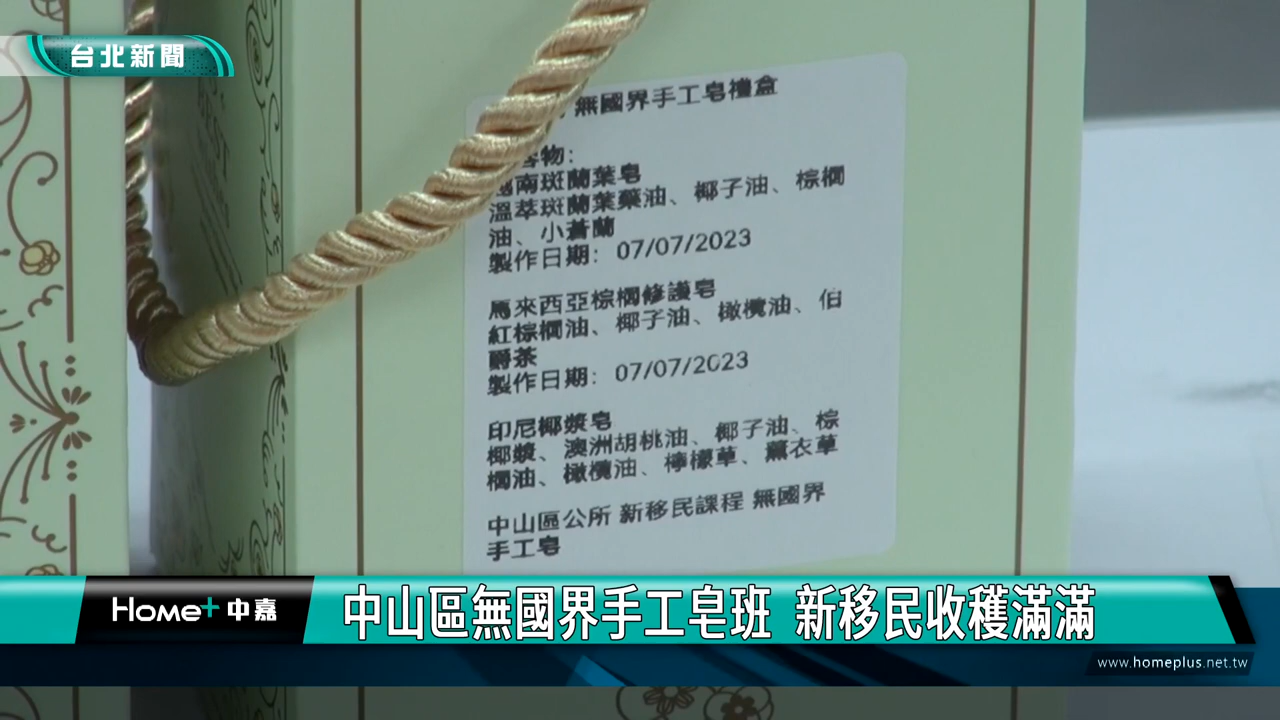 台北新聞
無國界手工皂禮盒
容物：
越南斑蘭葉皂
溫萃斑蘭葉藥油、椰子油、棕櫚
油、小蒼蘭
製作日期：07/07/2023
馬來西亞棕櫚修護皂
紅棕櫚油、椰子油、橄欖油、伯
爵茶
製作日期：07/07/2023
印尼椰漿皂
椰漿、澳洲胡桃油、椰子油、棕
櫚油、橄欖油、檸檬草、薰衣草
中山區公所 新移民課程 無國界
手工皂
Home+中嘉
中山區無國界手工皂班 新移民收穫滿滿
www.homeplus.net.tw